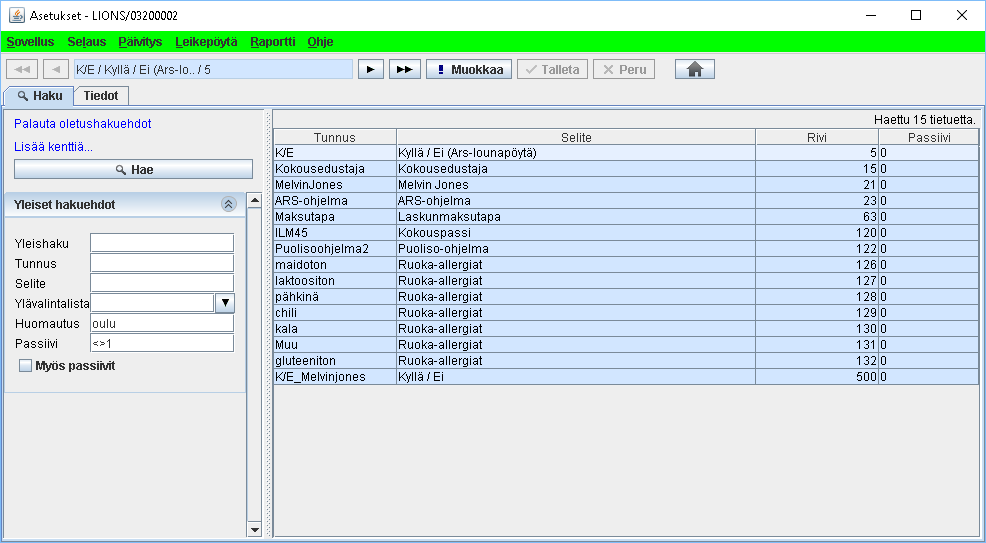 Asetukset - LIONS/03200002
Sovellus Selaus Päivitys Leikepöytä Raportti Ohje
K/E / Kyllä / Ei (Ars-lo.. / 5 ! Muokkaa Talleta Peru
Haku Tiedot
Palauta oletushakuehdot
Lisää kenttiä...
Hae
Yleiset hakuehdot
Yleishaku
Tunnus
Selite
Ylävalintalista
Huomautus oulu
Passiivi <>1
Myös passiivit
Haettu 15 tietuetta.
Tunnus Selite Rivi Passiivi
K/E Kyllä / Ei (Ars-lounapöytä) 5 0
Kokousedustaja Kokousedustaja 15 0
MelvinJones Melvin Jones 21 0
ARS-ohjelma ARS-ohjelma 23 0
Maksutapa Laskunmaksutapa 63 0
ILM45 Kokouspassi 120 0
Puolisoohjelma2 Puoliso-ohjelma 122 0
maidoton Ruoka-allergiat 126 0
laktoositon Ruoka-allergiat 127 0
pähkinä Ruoka-allergiat 128 0
chili Ruoka-allergiat 129 0
kala Ruoka-allergiat 130 0
Muu Ruoka-allergiat 131 0
gluteeniton Ruoka-allergiat 132 0
K/E_Melvinjones Kyllä / Ei 500 0